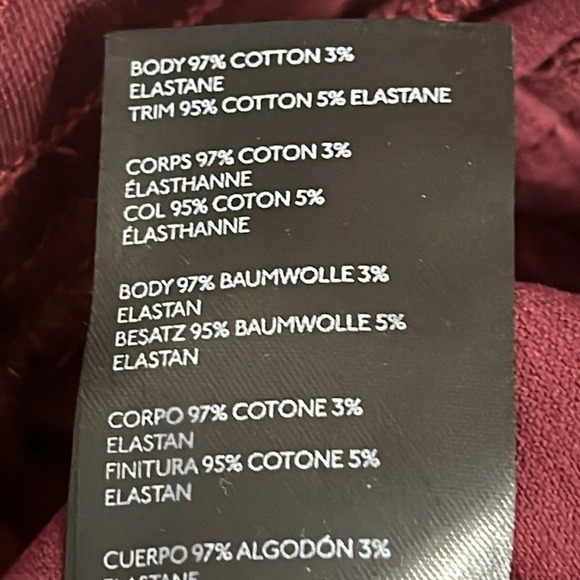 BODY 97% COTTON 3%
ELASTANE
TRIM 95% COTTON 5% ELASTANE
CORPS 97% COTON 3%
ÉLASTHANNE
COL 95% COTON 5%
ÉLASTHANNE
BODY 97% BAUMWOLLE 3%
ELASTAN
BESATZ 95% BAUMWOLLE 5%
ELASTAN
CORPO 97% COTONE 3%
ELASTAN
FINITURA 95% COTONE 5%
ELASTAN
CUERPO 97% ALGODÓN 3%
ELASTANE